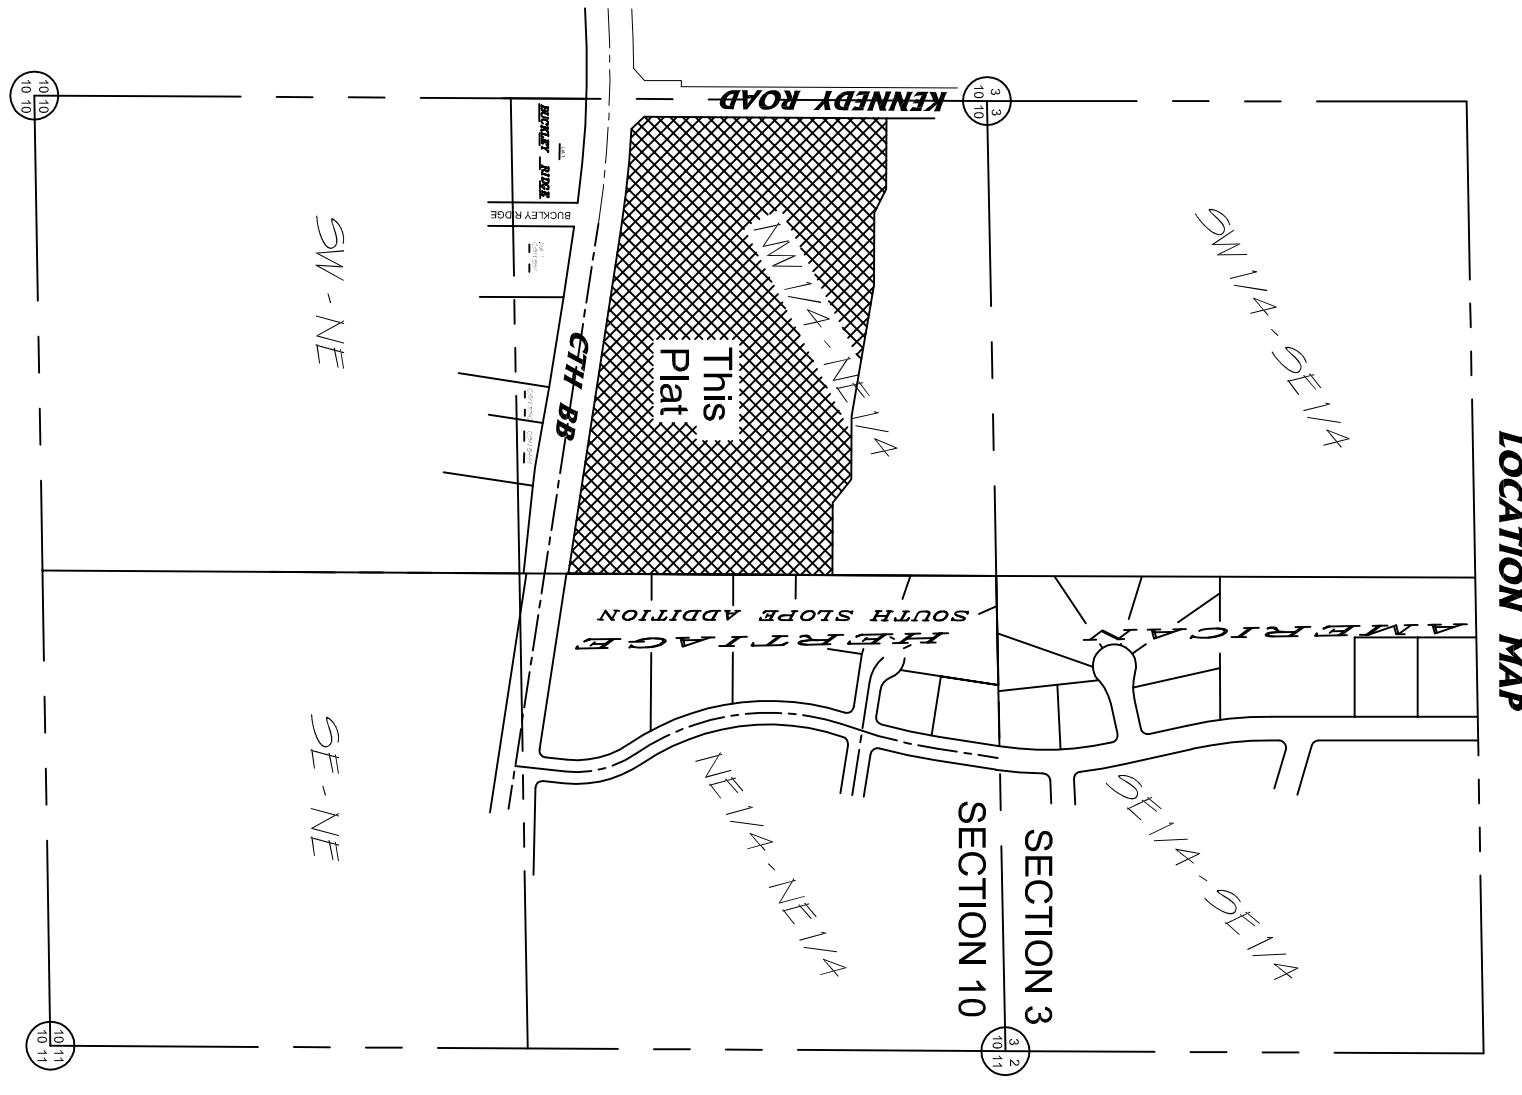 LOCATION MAP
SW 1/4 - SE 1/4
SE 1/4 - SE 1/4
AMERICAN
SECTION 3
SECTION 10
3 3
10 10
3 2
10 11
KENNEDY ROAD
NW 1/4 - NE 1/4
This
Plat
HERTIAGE
SOUTH SLOPE ADDITION
NE 1/4 - NE 1/4
CTH BB
BUCKLEY RIDGE
BUCKLEY RIDGE
SW - NE
SE - NE
10 10
10 10
10 11
10 11